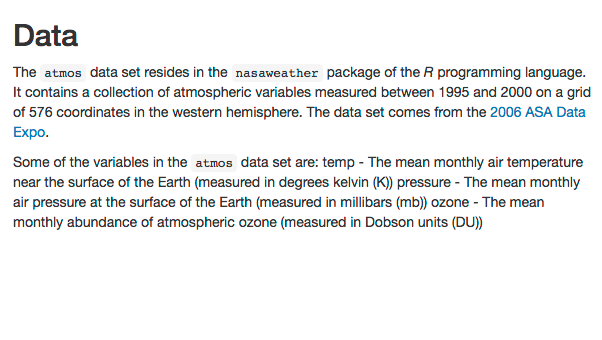 Data
The atmos data set resides in the nasaweather package of the R programming language.
It contains a collection of atmospheric variables measured between 1995 and 2000 on a grid
of 576 coordinates in the western hemisphere. The data set comes from the 2006 ASA Data
Expo.
Some of the variables in the atmos data set are: temp - The mean monthly air temperature
near the surface of the Earth (measured in degrees kelvin (K)) pressure - The mean monthly
air pressure at the surface of the Earth (measured in millibars (mb)) ozone - The mean
monthly abundance of atmospheric ozone (measured in Dobson units (DU))